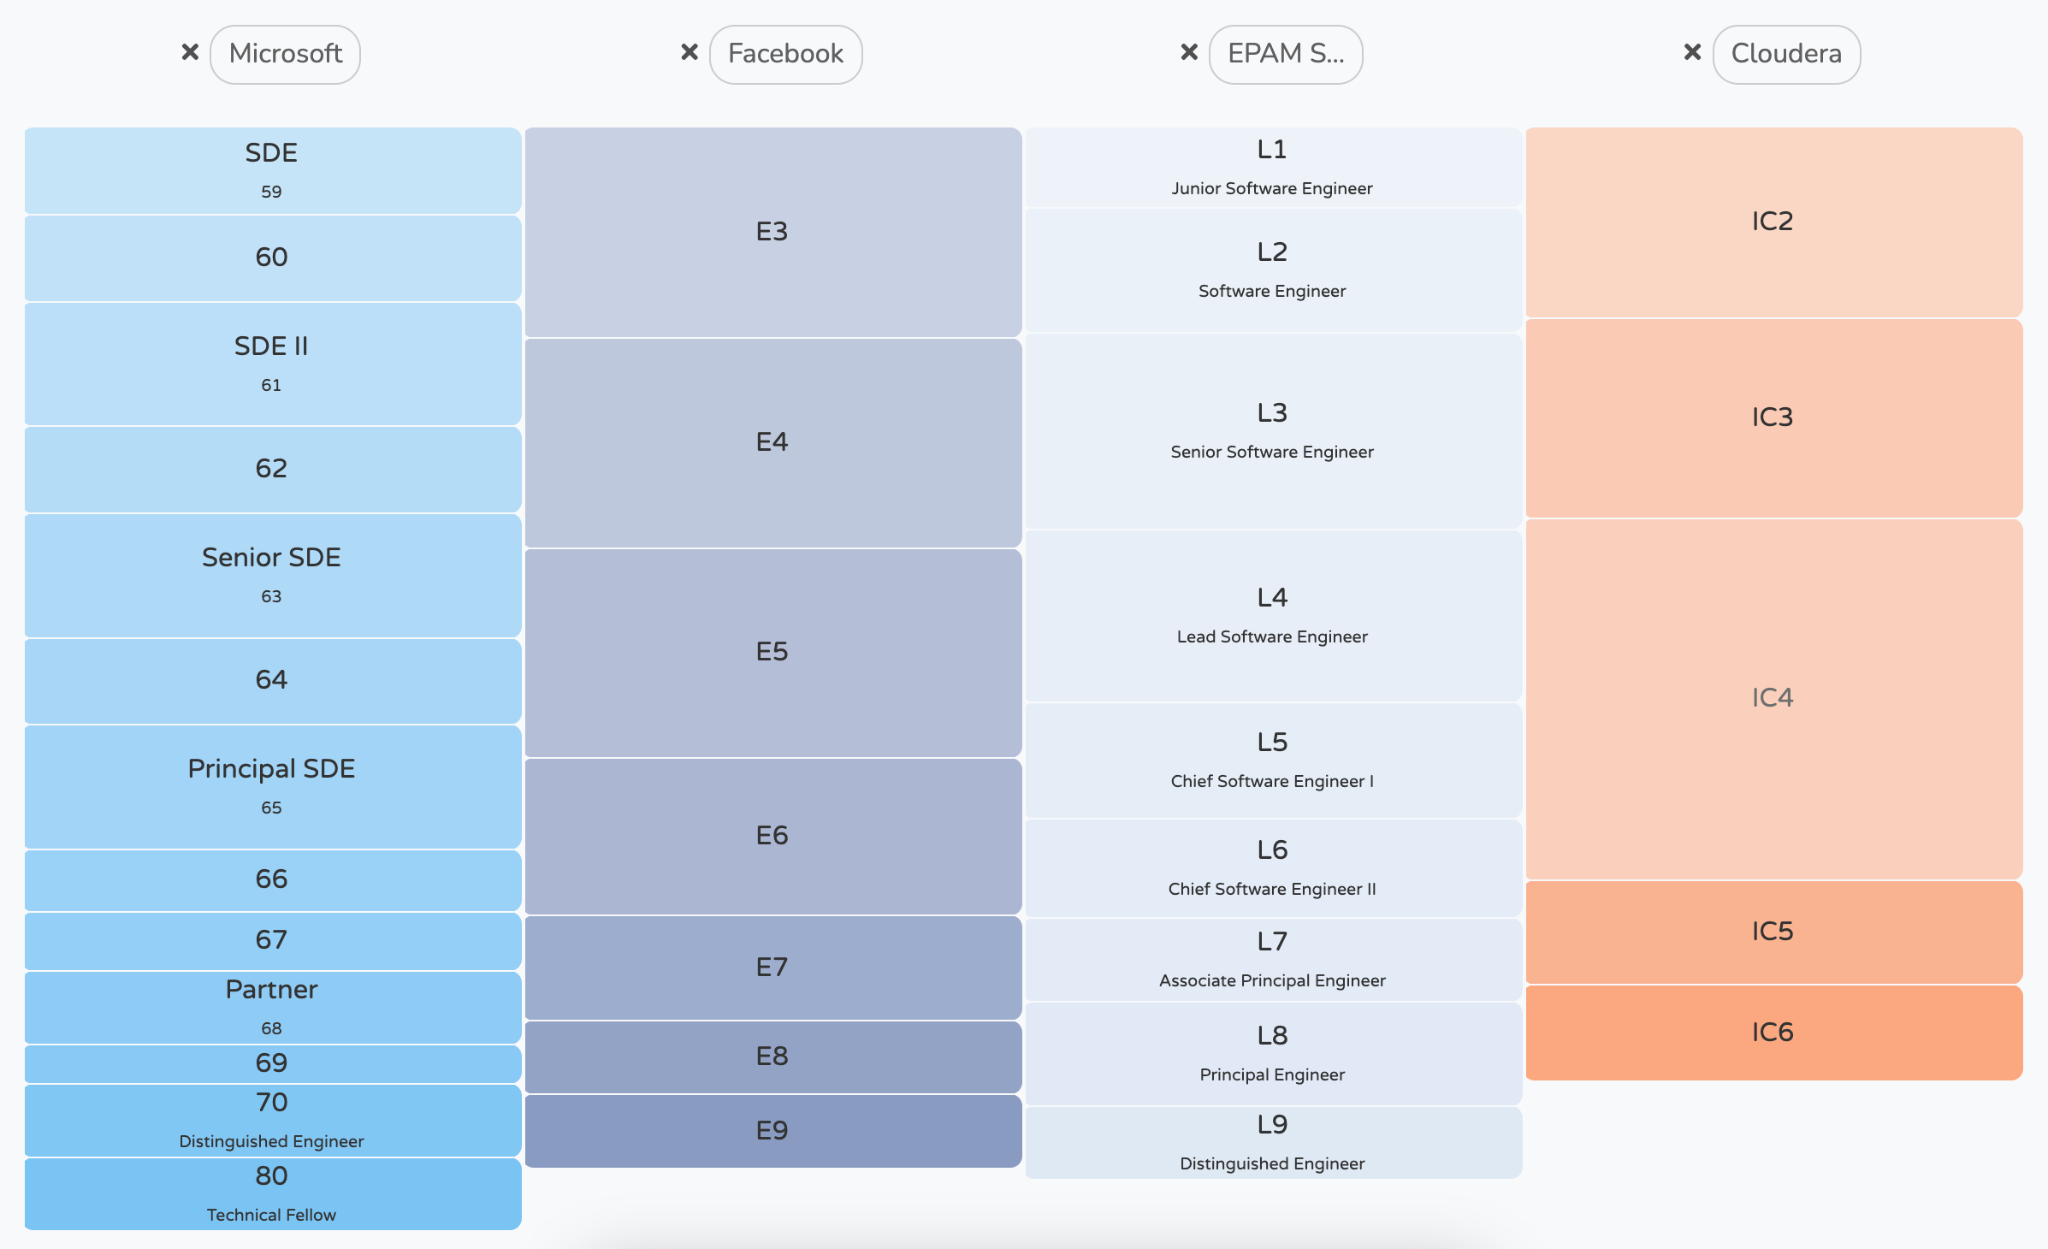 Microsoft
Facebook
EPAM S...
Cloudera
SDE
59
60
SDE II
61
62
Senior SDE
63
64
Principal SDE
65
66
67
Partner
68
69
70
Distinguished Engineer
80
Technical Fellow
E3
E4
E5
E6
E7
E8
E9
L1
Junior Software Engineer
L2
Software Engineer
L3
Senior Software Engineer
L4
Lead Software Engineer
L5
Chief Software Engineer I
L6
Chief Software Engineer II
L7
Associate Principal Engineer
L8
Principal Engineer
L9
Distinguished Engineer
IC2
IC3
IC4
IC5
IC6